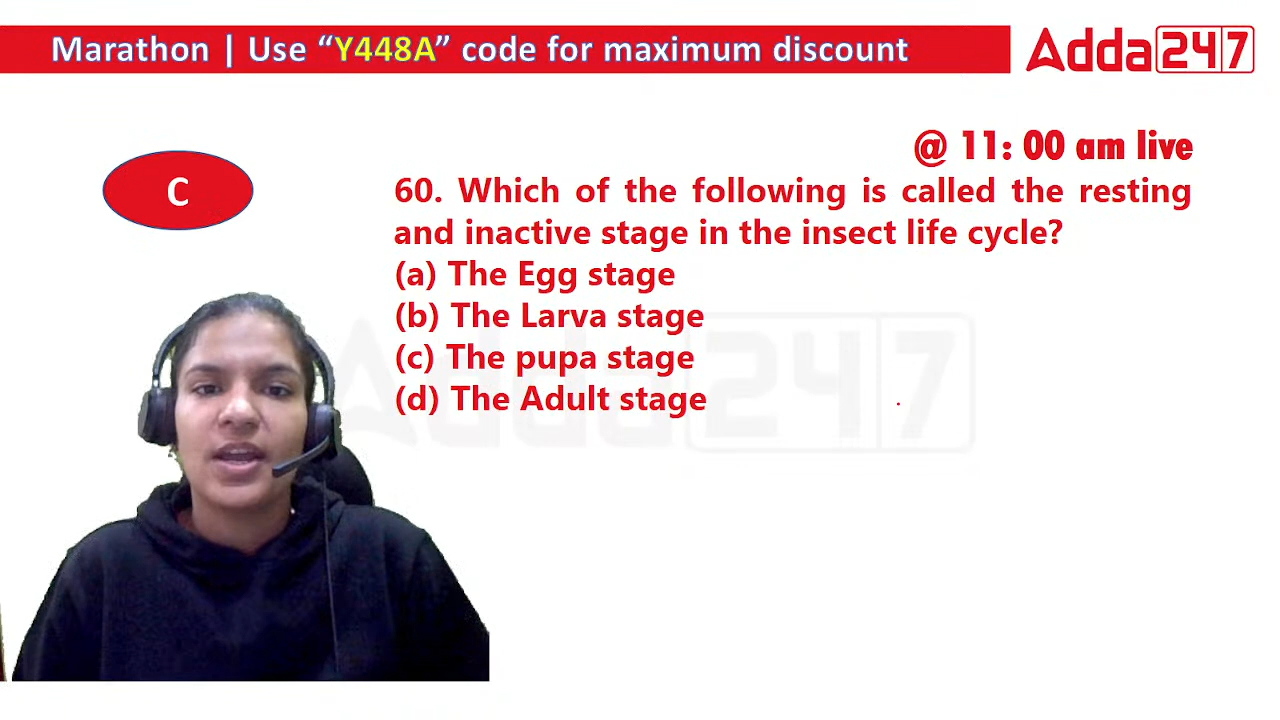 Marathon | Use “Y448A” code for maximum discount
Adda247
@ 11: 00 am live
C
60. Which of the following is called the resting
and inactive stage in the insect life cycle?
(a) The Egg stage
(b) The Larva stage
(c) The pupa stage
(d) The Adult stage
Adda247